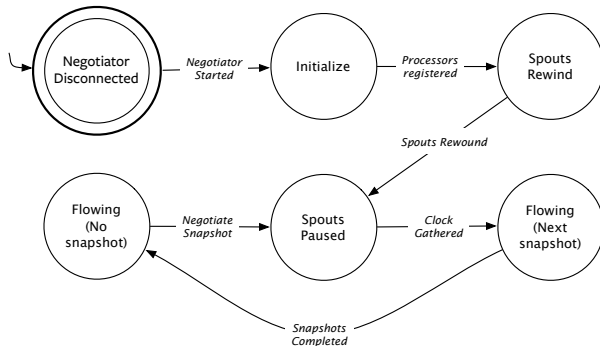 Negotiator
Disconnected
Negotiator
Started
Initialize
Processors
registered
Spouts
Rewind
Spouts Rewound
Flowing
(No
snapshot)
Negotiate
Snapshot
Spouts
Paused
Clock
Gathered
Flowing
(Next
snapshot)
Snapshots
Completed